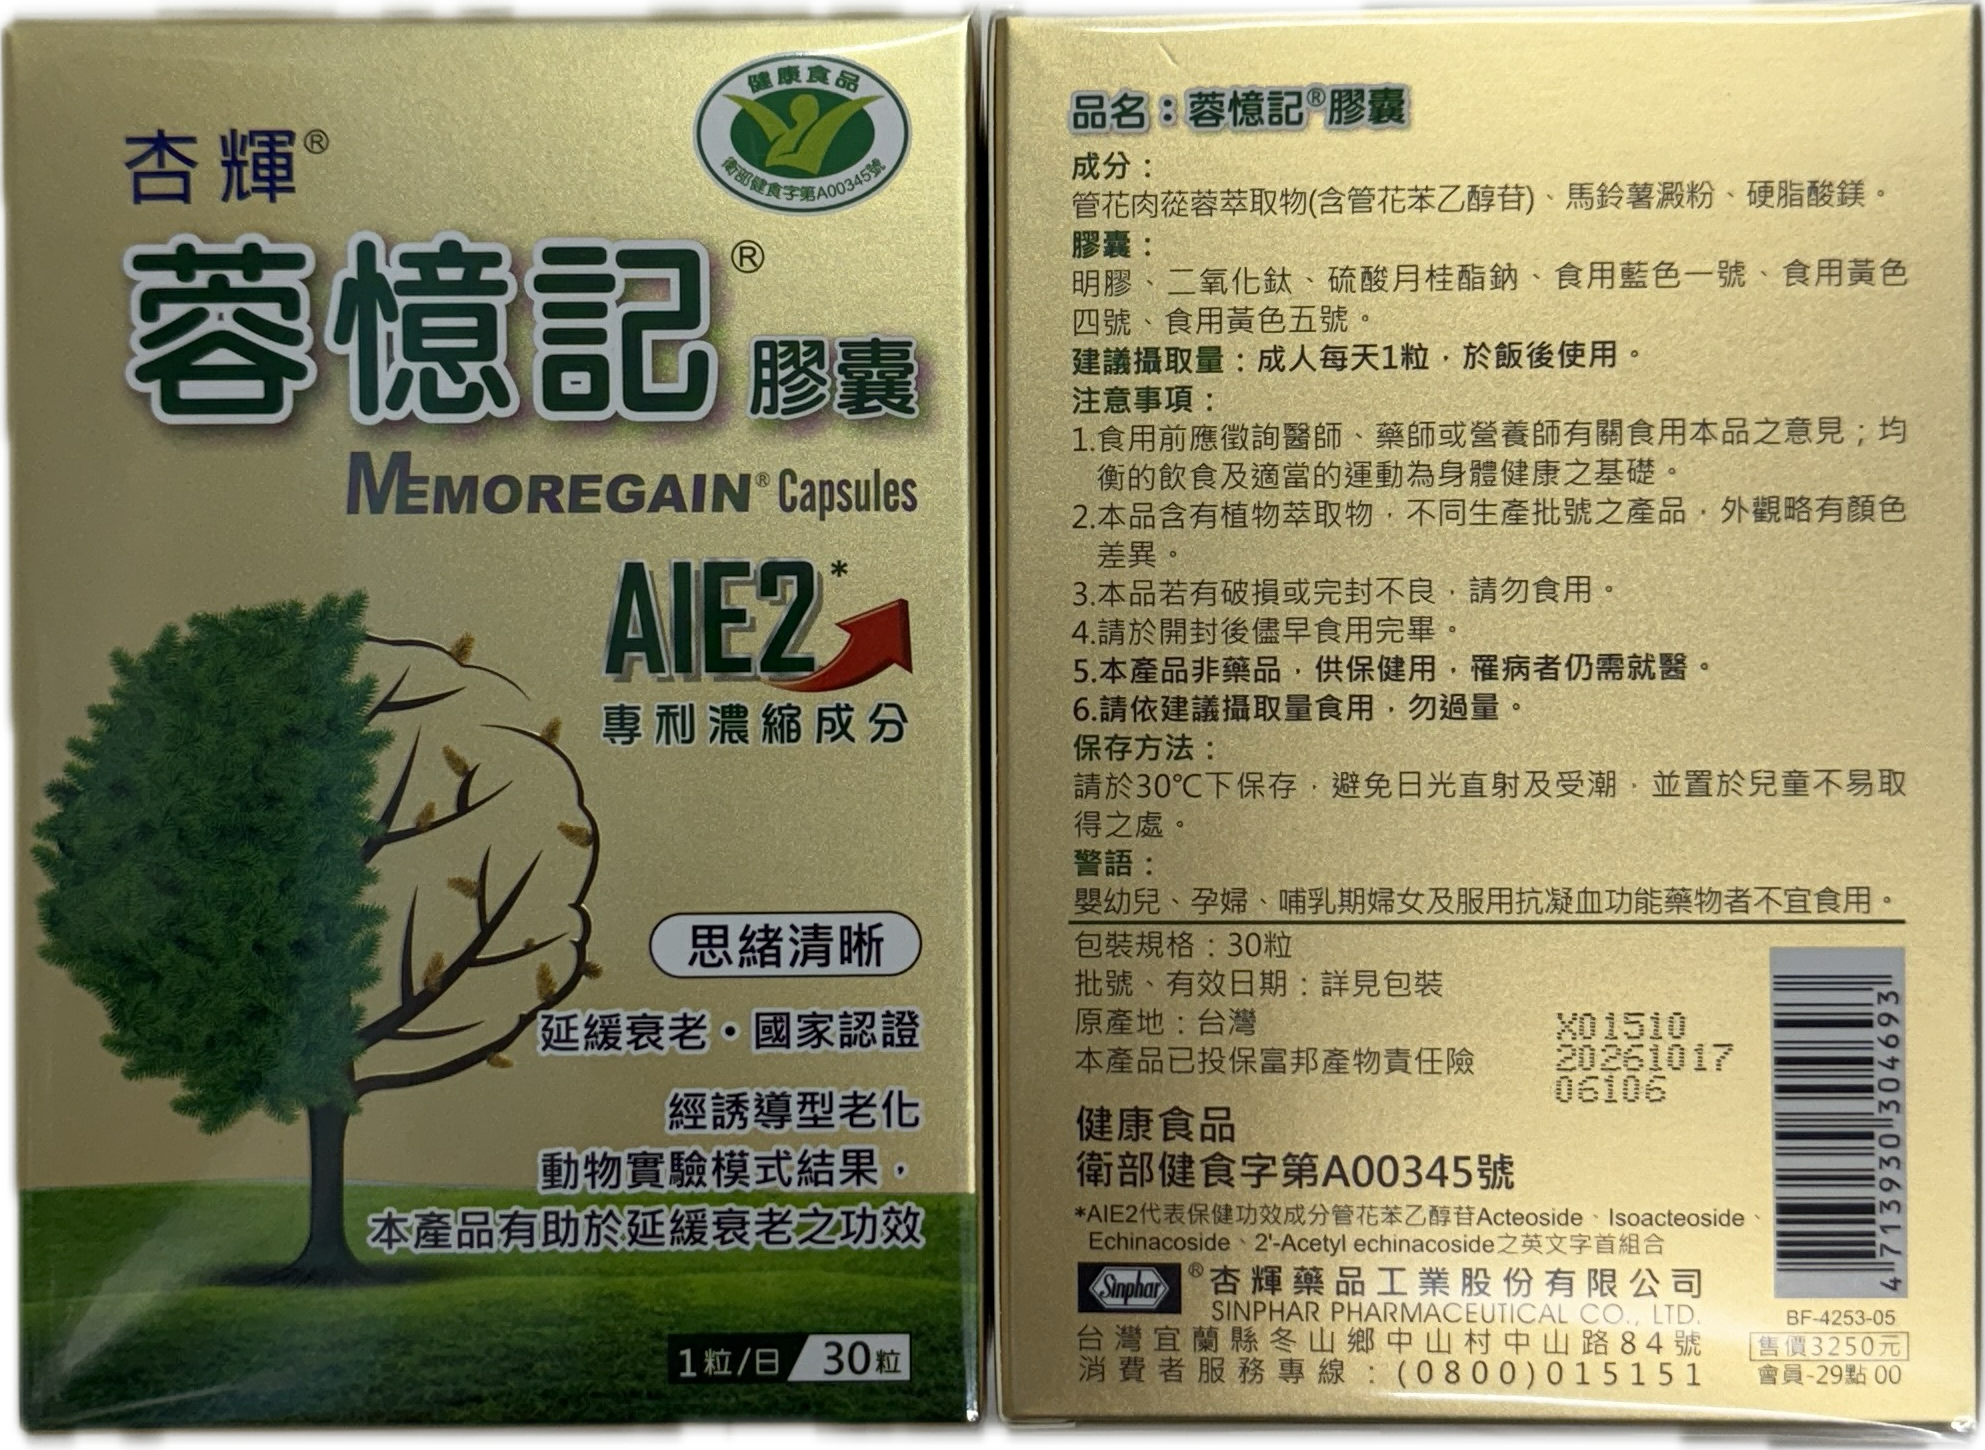 健康食品
衛部健食字第A00345號
杏輝®
蓉憶記®膠囊
MEMOREGAIN® Capsules
AIE2*
專利濃縮成分
思緒清晰
延緩衰老・國家認證
經誘導型老化
動物實驗模式結果，
本產品有助於延緩衰老之功效
1粒/日 30粒
品名：蓉憶記®膠囊
成分：
管花肉蓯蓉萃取物(含管花苯乙醇苷)、馬鈴薯澱粉、硬脂酸鎂。
膠囊：
明膠、二氧化鈦、硫酸月桂酯鈉、食用藍色一號、食用黃色
四號、食用黃色五號。
建議攝取量：成人每天1粒，於飯後使用。
注意事項：
1.食用前應徵詢醫師、藥師或營養師有關食用本品之意見；均
衡的飲食及適當的運動為身體健康之基礎。
2.本品含有植物萃取物，不同生產批號之產品，外觀略有顏色
差異。
3.本品若有破損或完封不良，請勿食用。
4.請於開封後儘早食用完畢。
5.本產品非藥品，供保健用，罹病者仍需就醫。
6.請依建議攝取量食用，勿過量。
保存方法：
請於30℃下保存，避免日光直射及受潮，並置於兒童不易取
得之處。
警語：
嬰幼兒、孕婦、哺乳期婦女及服用抗凝血功能藥物者不宜食用。
包裝規格：30粒
批號、有效日期：詳見包裝
原產地：台灣
本產品已投保富邦產物責任險
X01510
20261017
06106
健康食品
衛部健食字第A00345號
*AIE2代表保健功效成分管花苯乙醇苷Acteoside、Isoacteoside、
Echinacoside、2'-Acetyl echinacoside之英文字首組合
4713930304693
Sinphar ®杏輝藥品工業股份有限公司
SINPHAR PHARMACEUTICAL CO., LTD.
台灣宜蘭縣冬山鄉中山村中山路84號
消費者服務專線：(0800)015151
BF-4253-05
售價3250元
會員-29點00